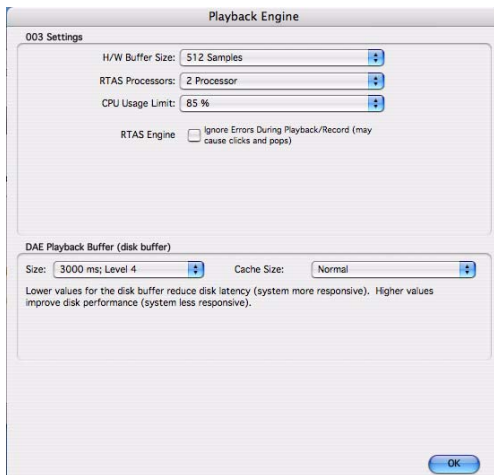 Playback Engine
003 Settings
H/W Buffer Size: 512 Samples
RTAS Processors: 2 Processor
CPU Usage Limit: 85 %
RTAS Engine Ignore Errors During Playback/Record (may
cause clicks and pops)
DAE Playback Buffer (disk buffer)
Size: 3000 ms; Level 4 Cache Size: Normal
Lower values for the disk buffer reduce disk latency (system more responsive). Higher values
improve disk performance (system less responsive).
OK